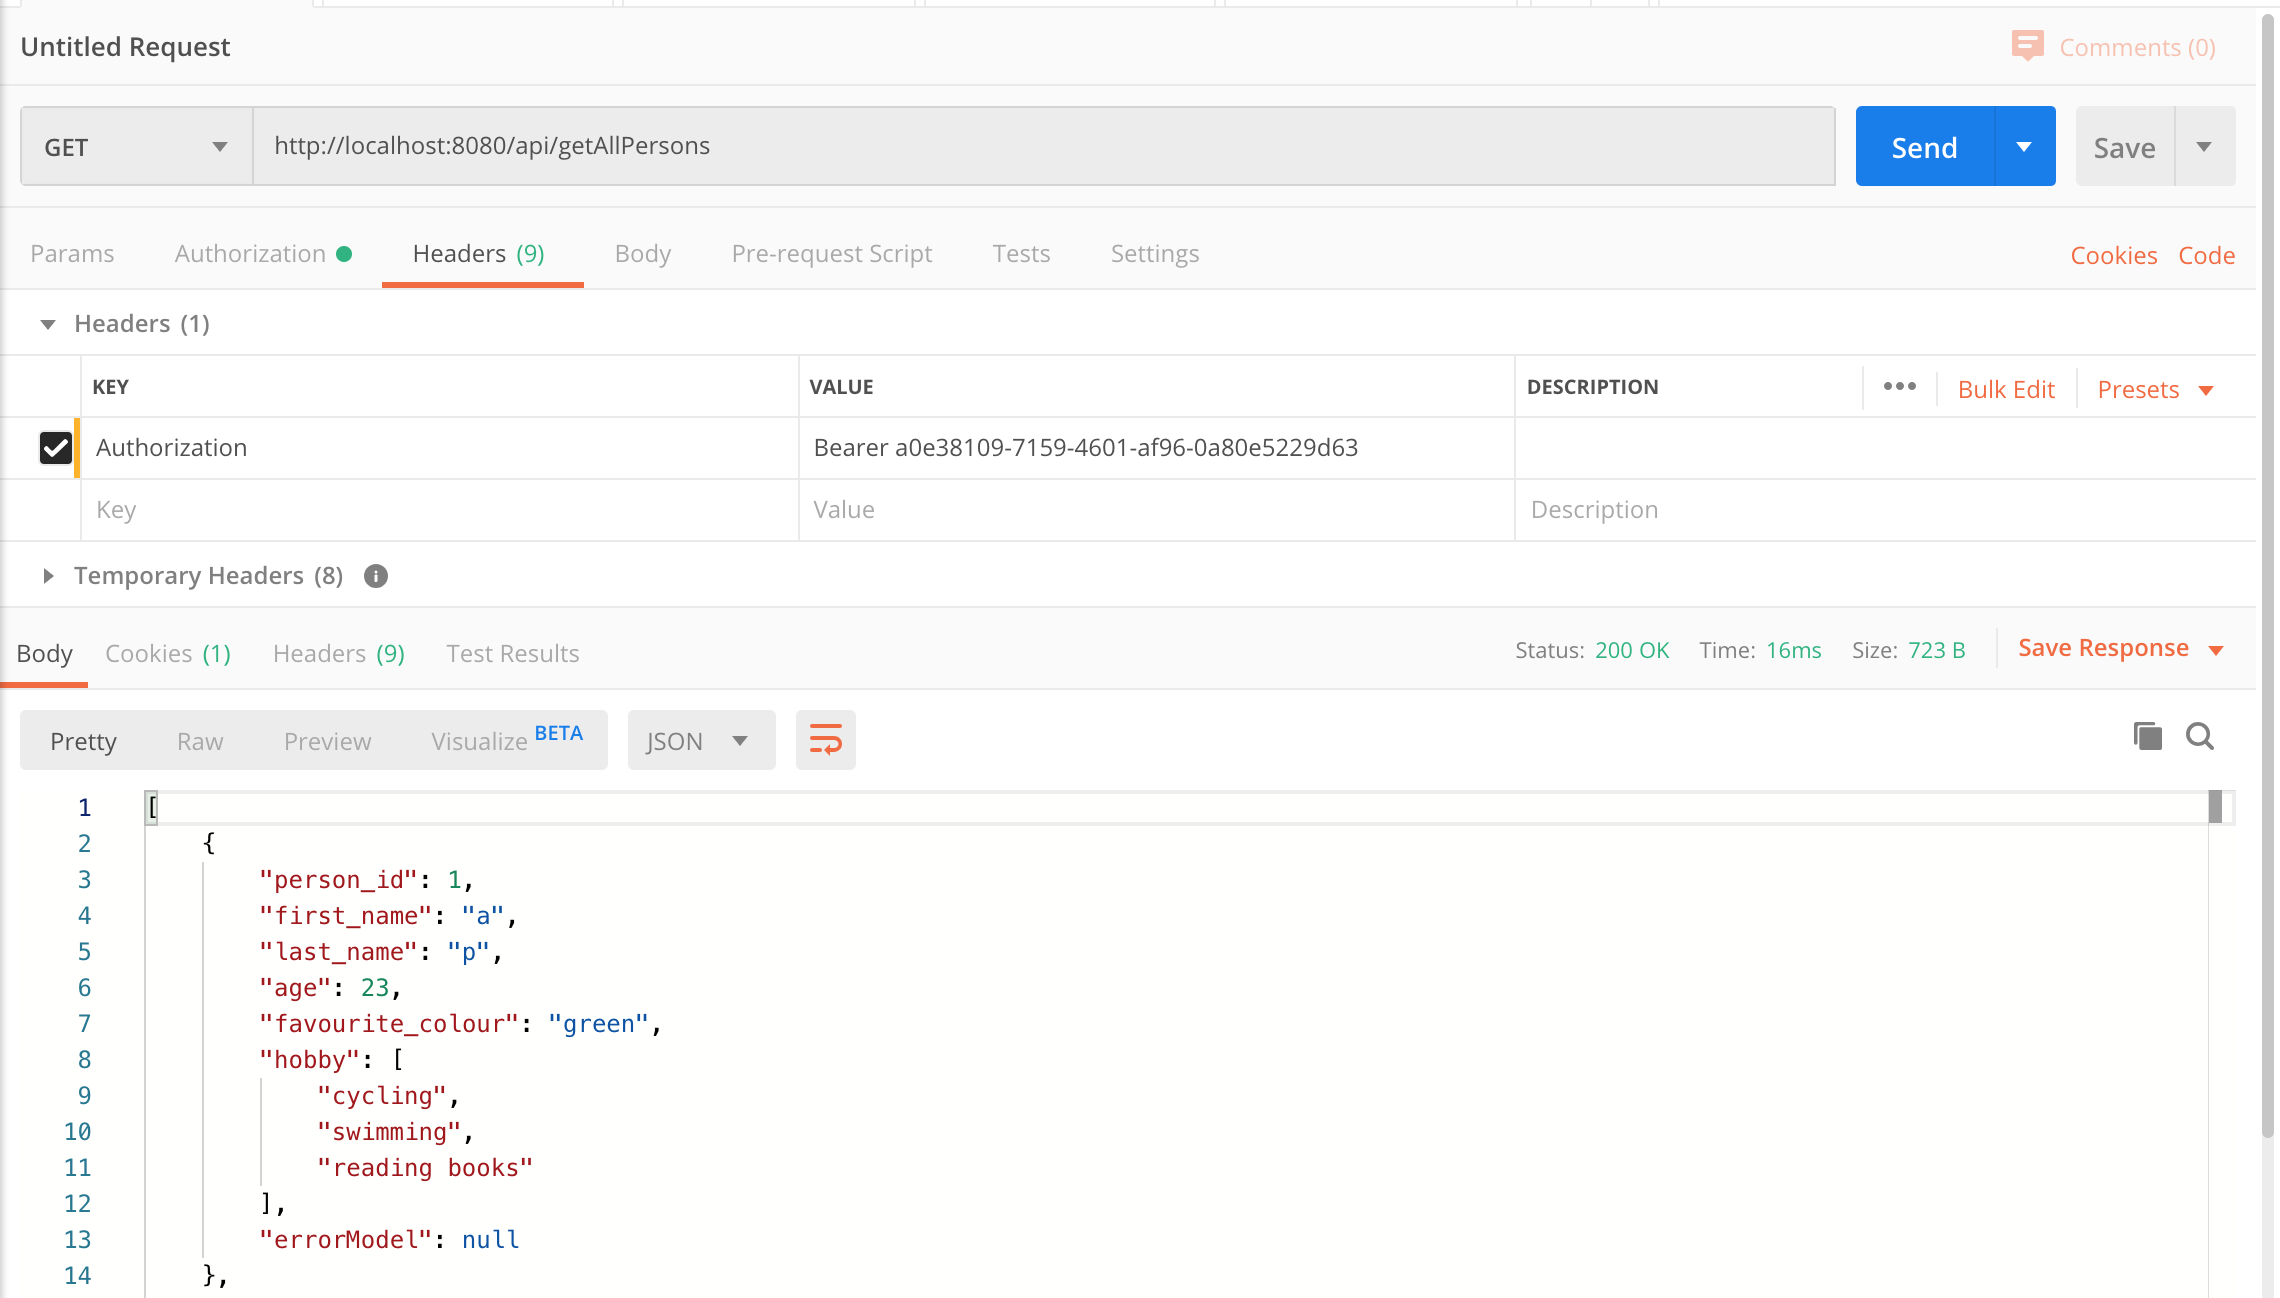 Untitled Request
Comments (0)
GET http://localhost:8080/api/getAllPersons Send Save
Params Authorization Headers (9) Body Pre-request Script Tests Settings Cookies Code
Headers (1)
KEY VALUE DESCRIPTION ••• Bulk Edit Presets
Authorization Bearer a0e38109-7159-4601-af96-0a80e5229d63
Key Value Description
Temporary Headers (8)
Body Cookies (1) Headers (9) Test Results Status: 200 OK Time: 16ms Size: 723 B Save Response
Pretty Raw Preview Visualize BETA JSON
1 [
2 {
3 "person_id": 1,
4 "first_name": "a",
5 "last_name": "p",
6 "age": 23,
7 "favourite_colour": "green",
8 "hobby": [
9 "cycling",
10 "swimming",
11 "reading books"
12 ],
13 "errorModel": null
14 },